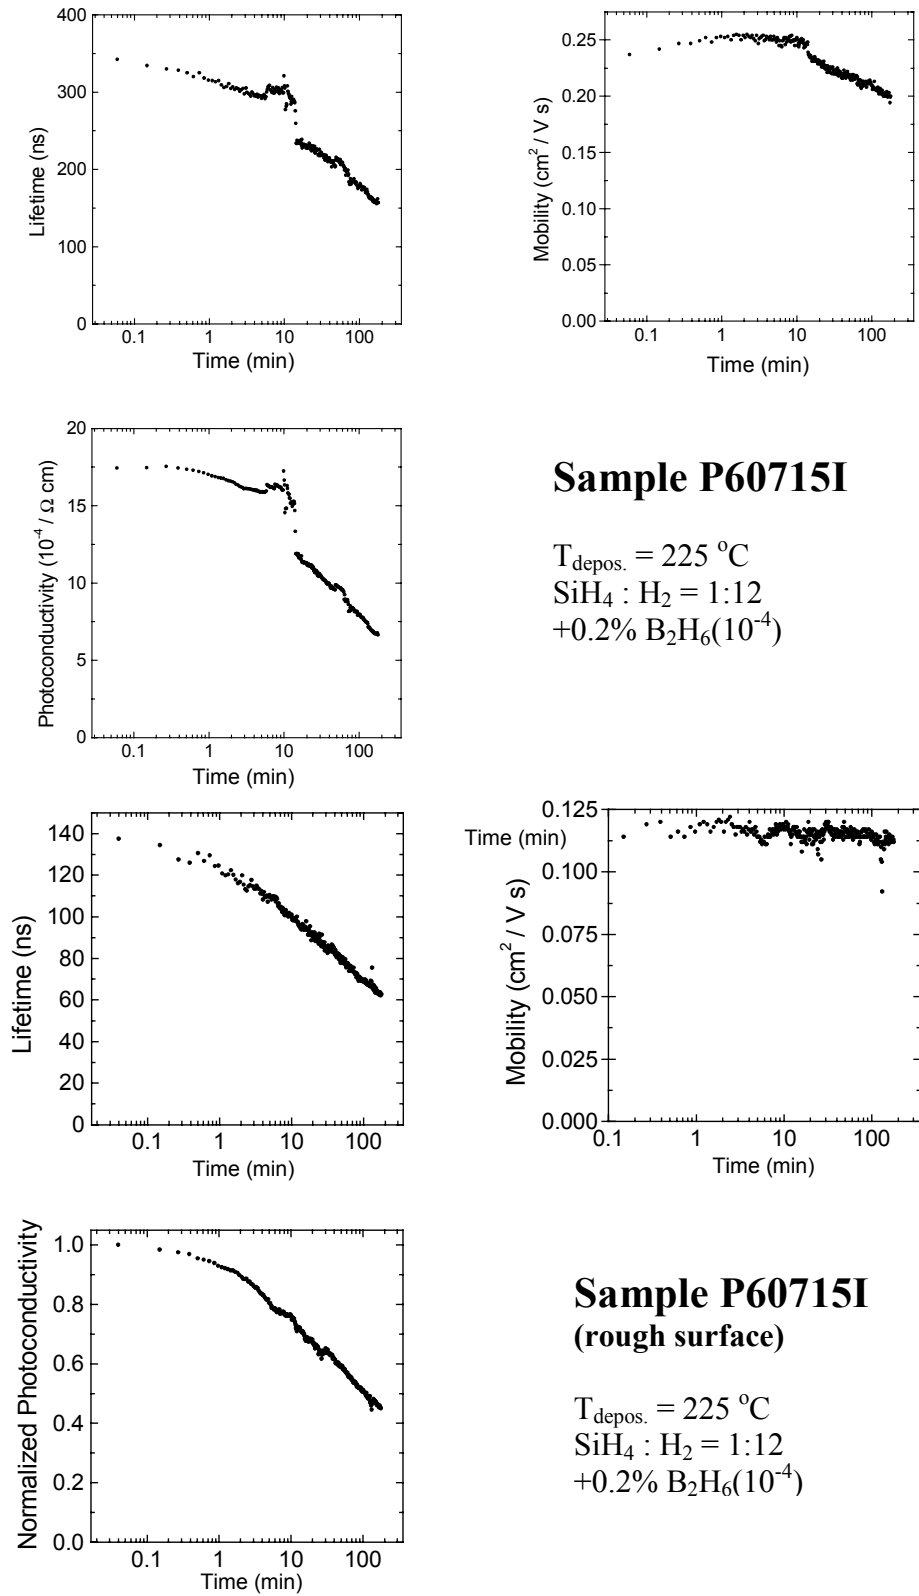 400
300
200
100
0
Lifetime (ns)
0.1 1 10 100
Time (min)
0.25
0.20
0.15
0.10
0.05
0.00
Mobility (cm² / V s)
0.1 1 10 100
Time (min)
20
15
10
5
0
Photoconductivity (10⁻⁴ / Ω cm)
0.1 1 10 100
Time (min)
Sample P60715I
T_depos. = 225 °C
SiH₄ : H₂ = 1:12
+0.2% B₂H₆(10⁻⁴)
140
120
100
80
60
40
20
0
Lifetime (ns)
0.1 1 10 100
Time (min)
Time (min)
0.125
0.100
0.075
0.050
0.025
0.000
Mobility (cm² / V s)
0.1 1 10 100
Time (min)
1.0
0.8
0.6
0.4
0.2
0.0
Normalized Photoconductivity
0.1 1 10 100
Time (min)
Sample P60715I
(rough surface)
T_depos. = 225 °C
SiH₄ : H₂ = 1:12
+0.2% B₂H₆(10⁻⁴)